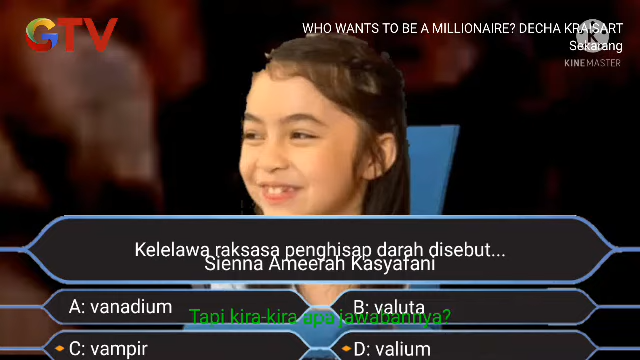 GTV
WHO WANTS TO BE A MILLIONAIRE? DECHA KRAISART
Sekarang
K
KINEMASTER
Kelelawa raksasa penghisap darah disebut...
Sienna Ameerah Kasyafani
A: vanadium
B: valuta
Tapi kira-kira apa jawabannya?
C: vampir
D: valium